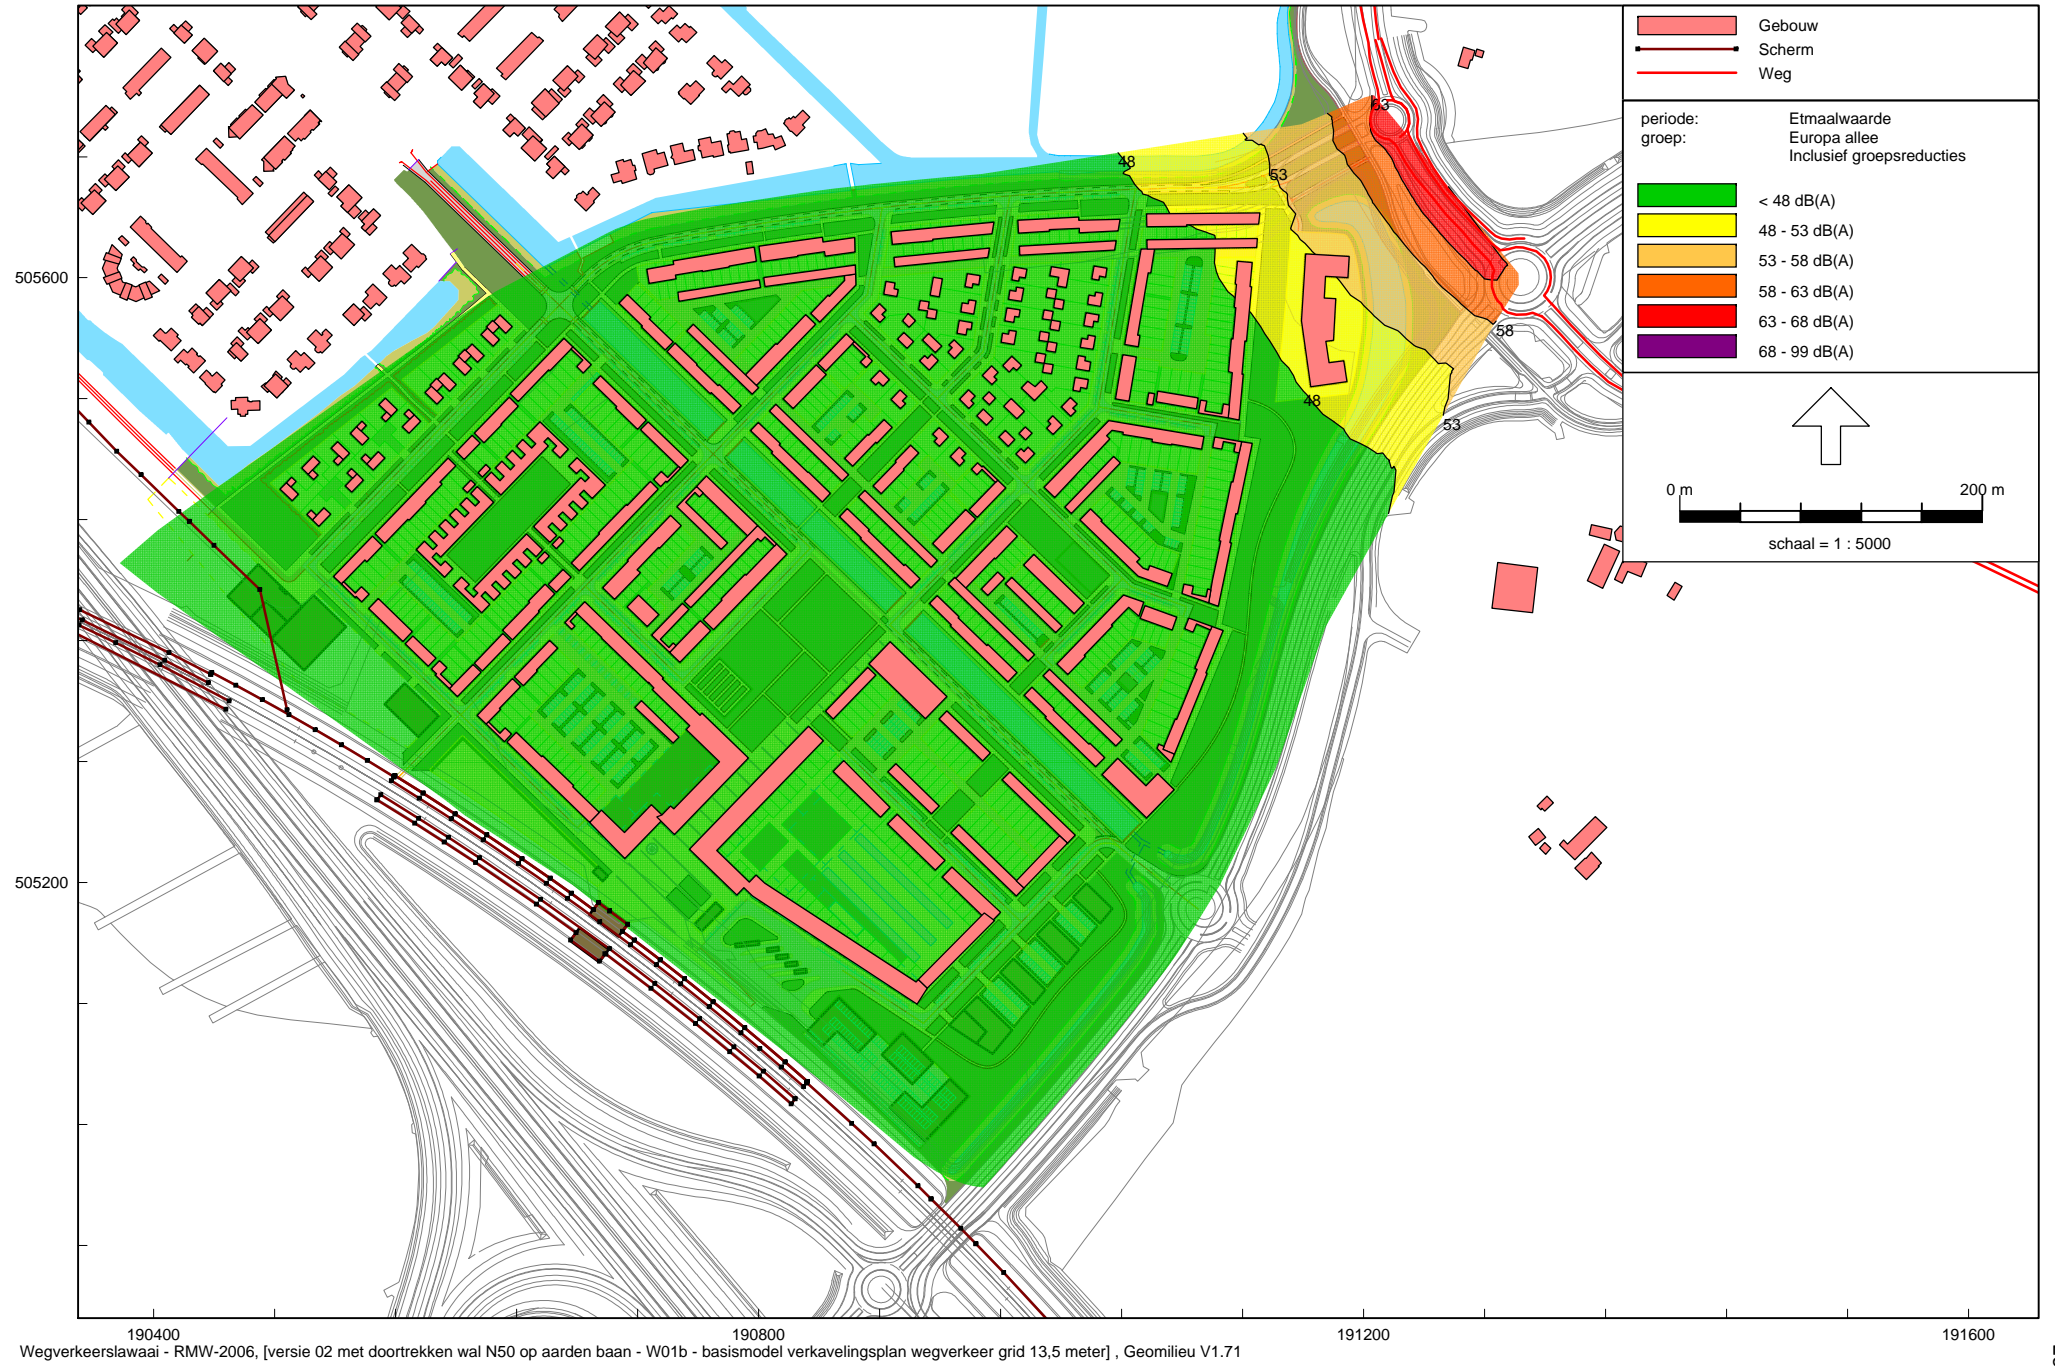 Gebouw
Scherm
Weg
periode: Etmaalwaarde
groep: Europa allee
Inclusief groepsreducties
< 48 dB(A)
48 - 53 dB(A)
53 - 58 dB(A)
58 - 63 dB(A)
63 - 68 dB(A)
68 - 99 dB(A)
0 m 200 m
schaal = 1 : 5000
63
48
53
58
48
53
505600
505200
190400 190800 191200 191600
Wegverkeerslawaai - RMW-2006, [versie 02 met doortrekken wal N50 op aarden baan - W01b - basismodel verkavelingsplan wegverkeer grid 13,5 meter] , Geomilieu V1.71